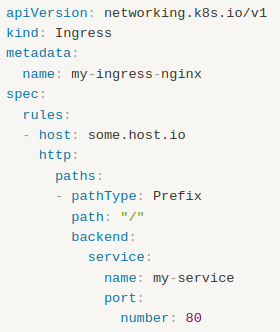 apiVersion: networking.k8s.io/v1
kind: Ingress
metadata:
  name: my-ingress-nginx
spec:
  rules:
  - host: some.host.io
    http:
      paths:
      - pathType: Prefix
        path: "/"
        backend:
          service:
            name: my-service
            port:
              number: 80